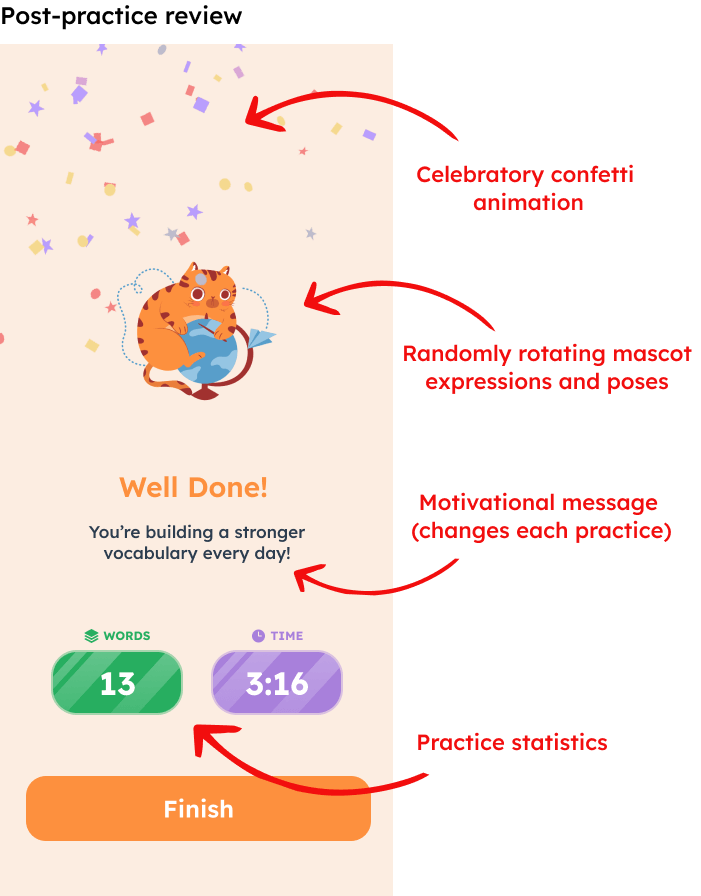 Post-practice review
Celebratory confetti
animation
Randomly rotating mascot
expressions and poses
Well Done!
You’re building a stronger
vocabulary every day!
Motivational message
(changes each practice)
WORDS
TIME
13
3:16
Practice statistics
Finish